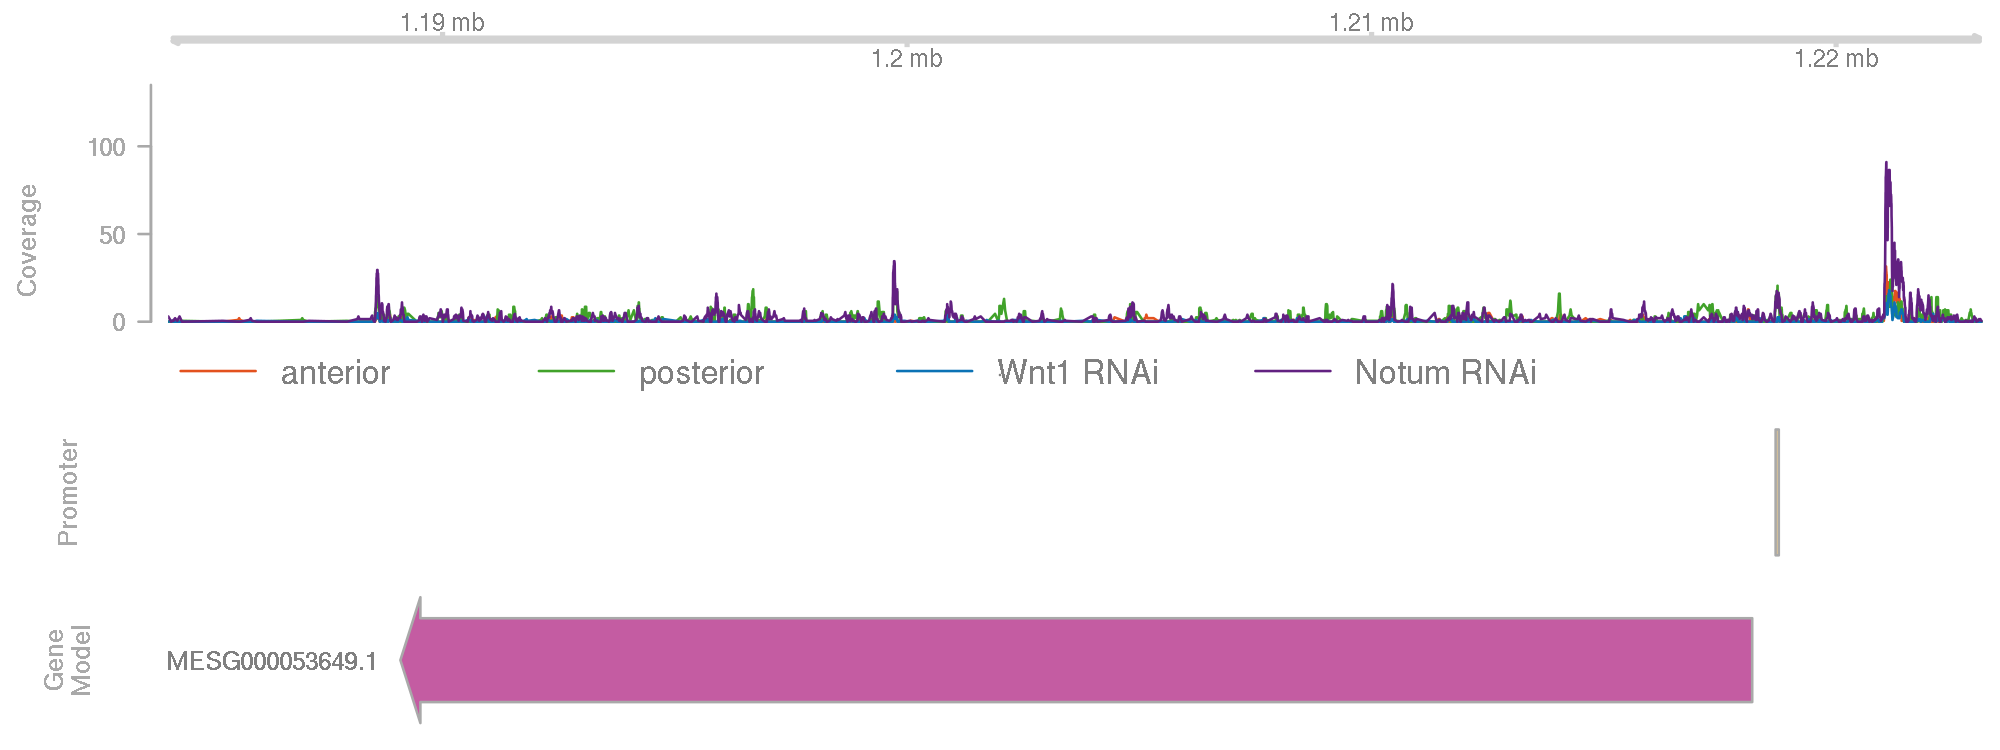 1.19 mb
1.21 mb
1.2 mb
1.22 mb
Coverage
100
50
0
anterior posterior Wnt1 RNAi Notum RNAi
Promoter
Gene
Model
MESG000053649.1